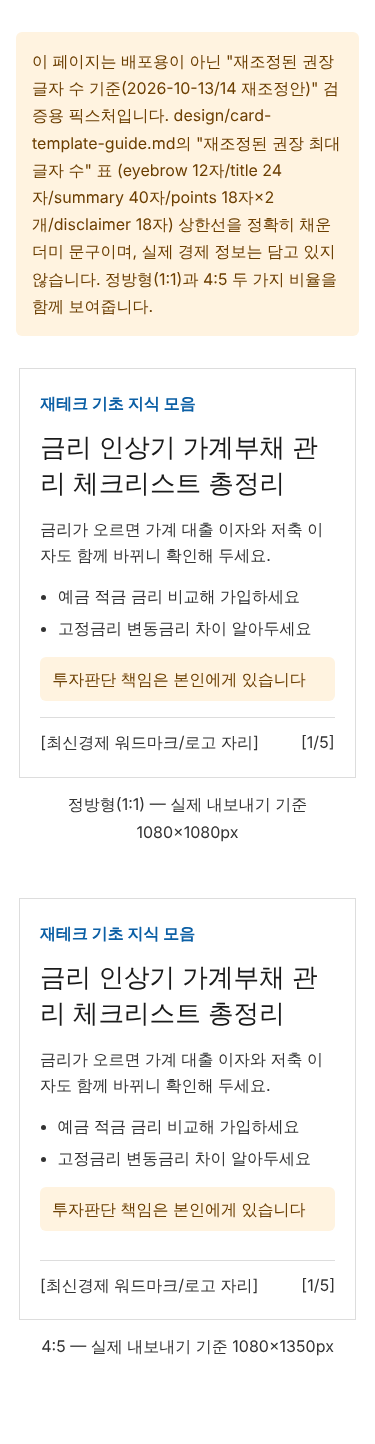 이 페이지는 배포용이 아닌 "재조정된 권장
글자 수 기준(2026-10-13/14 재조정안)" 검
증용 픽스처입니다. design/card-
template-guide.md의 "재조정된 권장 최대
글자 수" 표 (eyebrow 12자/title 24
자/summary 40자/points 18자×2
개/disclaimer 18자) 상한선을 정확히 채운
더미 문구이며, 실제 경제 정보는 담고 있지
않습니다. 정방형(1:1)과 4:5 두 가지 비율을
함께 보여줍니다.
재테크 기초 지식 모음
금리 인상기 가계부채 관
리 체크리스트 총정리
금리가 오르면 가계 대출 이자와 저축 이
자도 함께 바뀌니 확인해 두세요.
• 예금 적금 금리 비교해 가입하세요
• 고정금리 변동금리 차이 알아두세요
투자판단 책임은 본인에게 있습니다
[최신경제 워드마크/로고 자리] [1/5]
정방형(1:1) — 실제 내보내기 기준
1080×1080px
재테크 기초 지식 모음
금리 인상기 가계부채 관
리 체크리스트 총정리
금리가 오르면 가계 대출 이자와 저축 이
자도 함께 바뀌니 확인해 두세요.
• 예금 적금 금리 비교해 가입하세요
• 고정금리 변동금리 차이 알아두세요
투자판단 책임은 본인에게 있습니다
[최신경제 워드마크/로고 자리] [1/5]
4:5 — 실제 내보내기 기준 1080×1350px